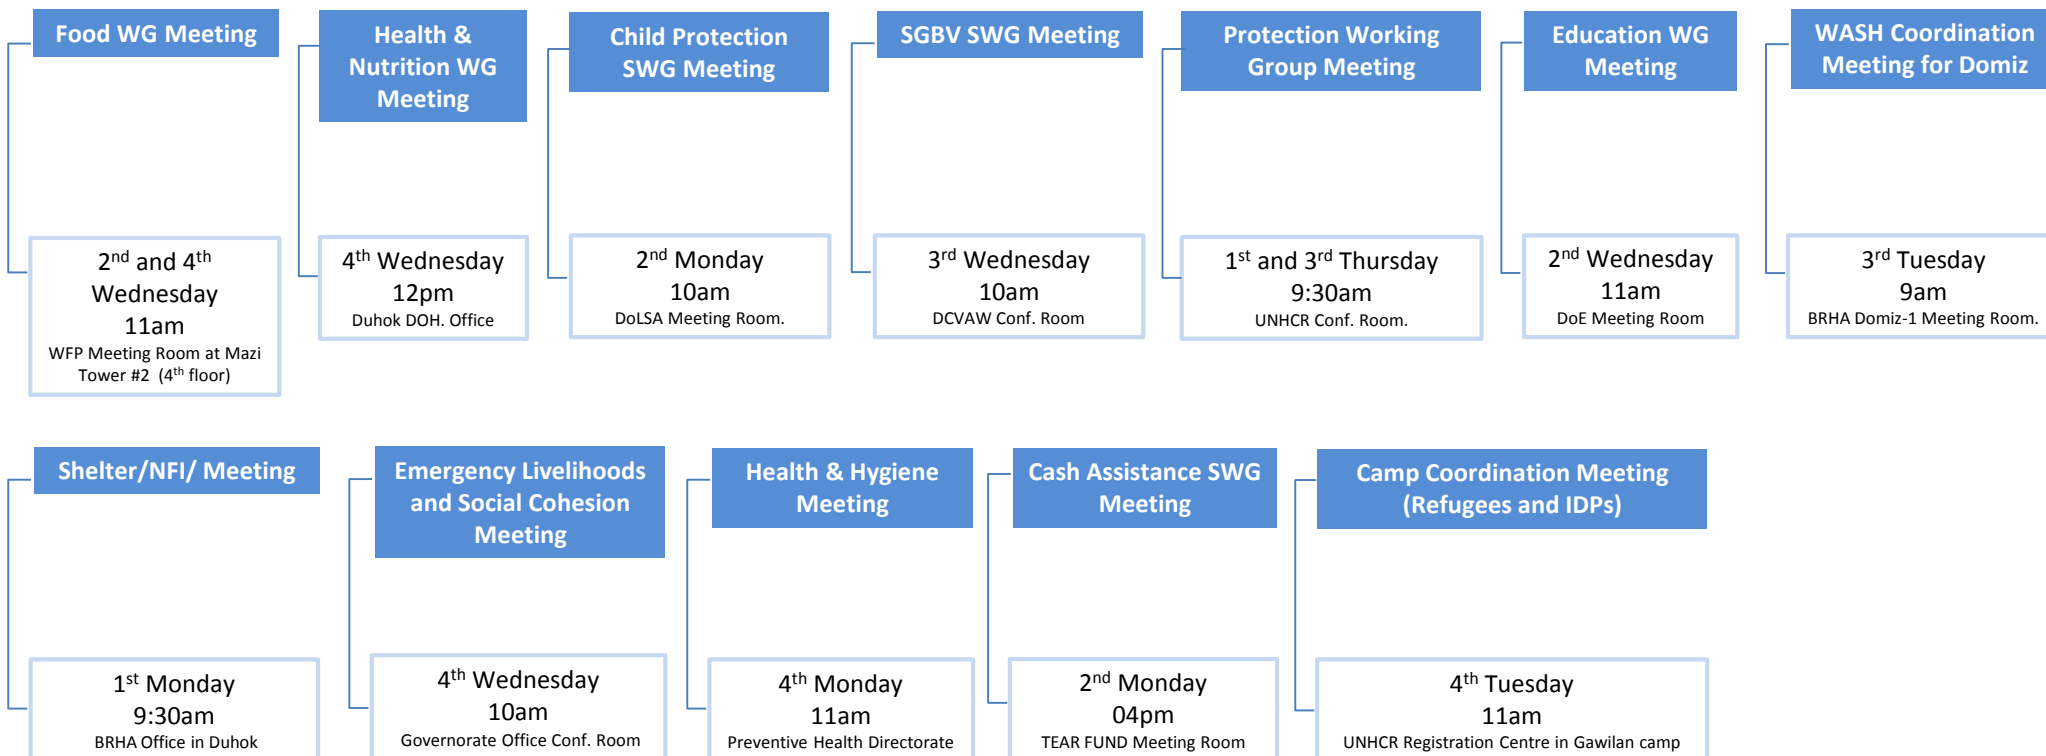 Food WG Meeting
2nd and 4th
Wednesday
11am
WFP Meeting Room at Mazi
Tower #2 (4th floor)
Health &
Nutrition WG
Meeting
4th Wednesday
12pm
Duhok DOH. Office
Child Protection
SWG Meeting
2nd Monday
10am
DoLSA Meeting Room.
SGBV SWG Meeting
3rd Wednesday
10am
DCVAW Conf. Room
Protection Working
Group Meeting
1st and 3rd Thursday
9:30am
UNHCR Conf. Room.
Education WG
Meeting
2nd Wednesday
11am
DoE Meeting Room
WASH Coordination
Meeting for Domiz
3rd Tuesday
9am
BRHA Domiz-1 Meeting Room.
Shelter/NFI/ Meeting
1st Monday
9:30am
BRHA Office in Duhok
Emergency Livelihoods
and Social Cohesion
Meeting
4th Wednesday
10am
Governorate Office Conf. Room
Health & Hygiene
Meeting
4th Monday
11am
Preventive Health Directorate
Cash Assistance SWG
Meeting
2nd Monday
04pm
TEAR FUND Meeting Room
Camp Coordination Meeting
(Refugees and IDPs)
4th Tuesday
11am
UNHCR Registration Centre in Gawilan camp